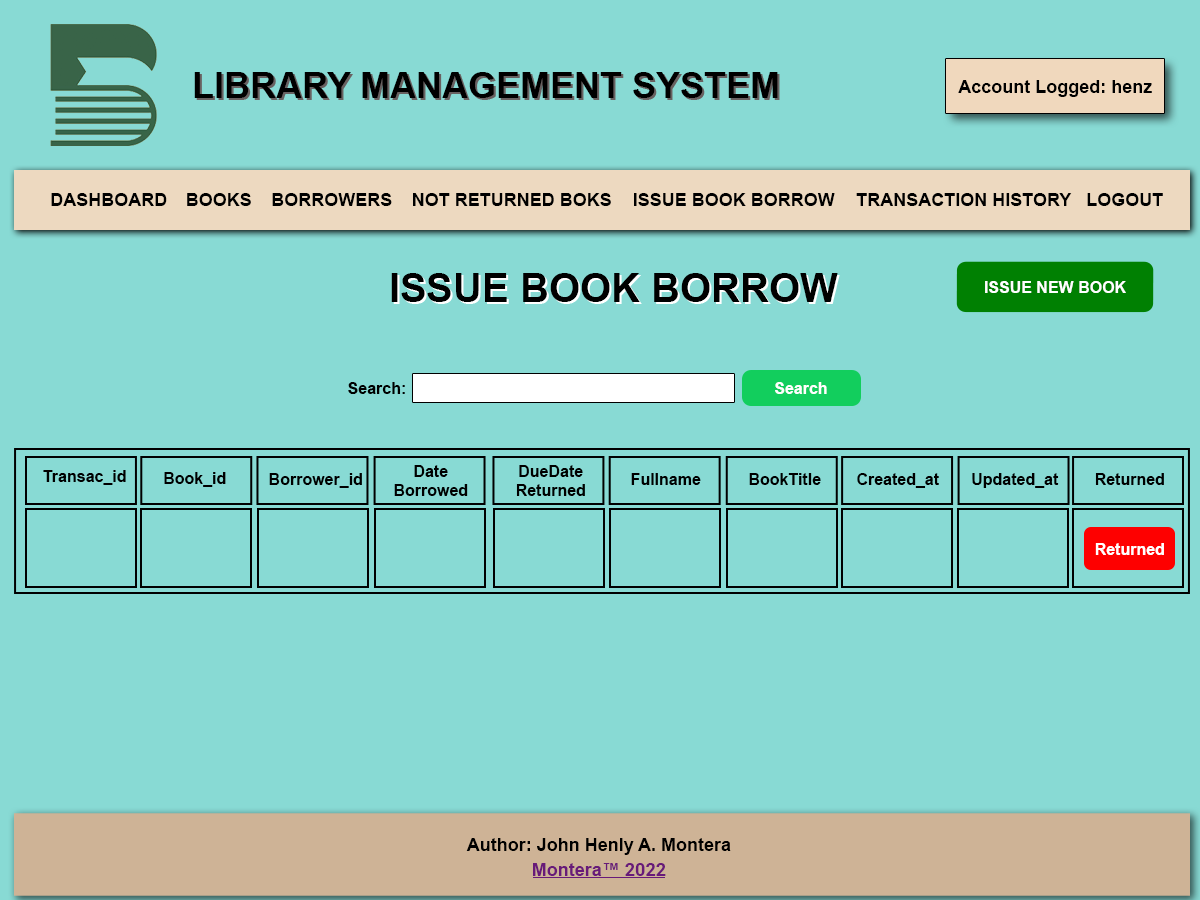 LIBRARY MANAGEMENT SYSTEM
Account Logged: henz
DASHBOARD BOOKS BORROWERS NOT RETURNED BOKS ISSUE BOOK BORROW TRANSACTION HISTORY LOGOUT
ISSUE BOOK BORROW
ISSUE NEW BOOK
Search:
Search
Transac_id
Book_id
Borrower_id
Date
Borrowed
DueDate
Returned
Fullname
BookTitle
Created_at
Updated_at
Returned
Returned
Author: John Henly A. Montera
Montera™ 2022